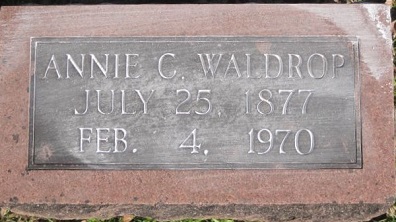 ANNIE C. WALDROP
JULY 25, 1877
FEB. 4, 1970